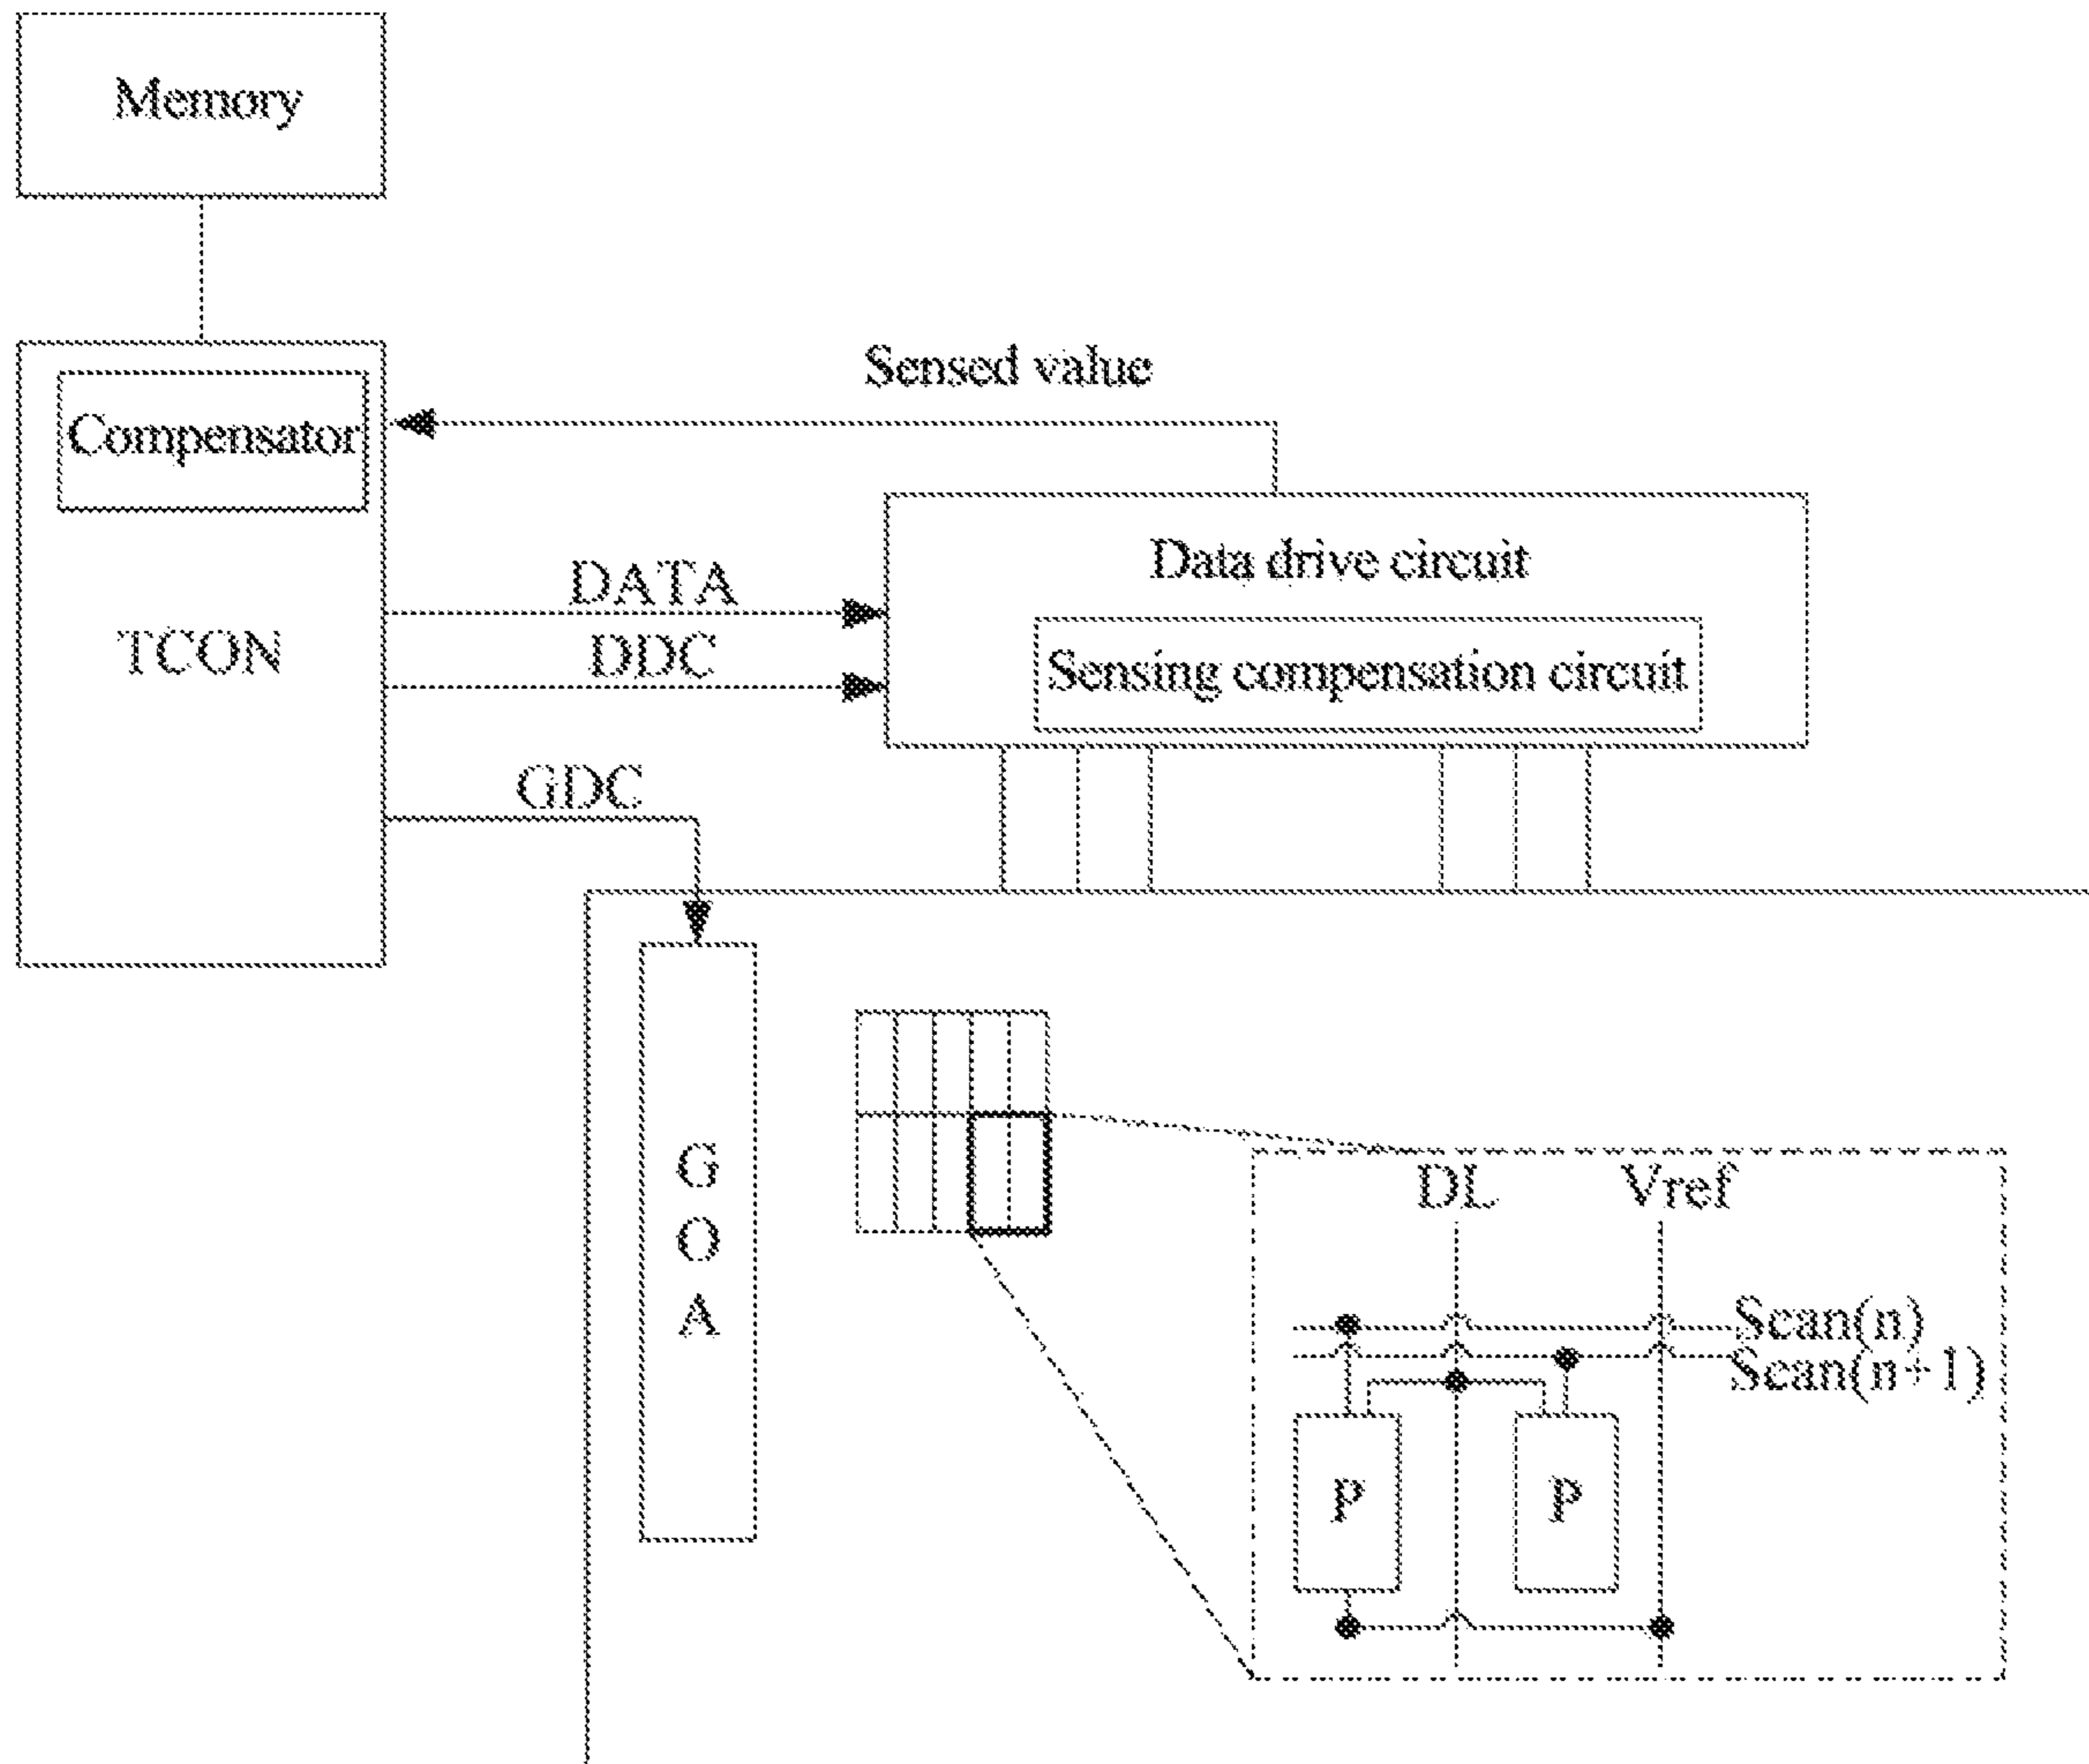 Memory
Sensed value
Compensator
Data drive circuit
DATA
TCON
DDC
Sensing compensation circuit
GDC
G
O
A
DL Vref
Scan(n)
Scan(n+1)
P P